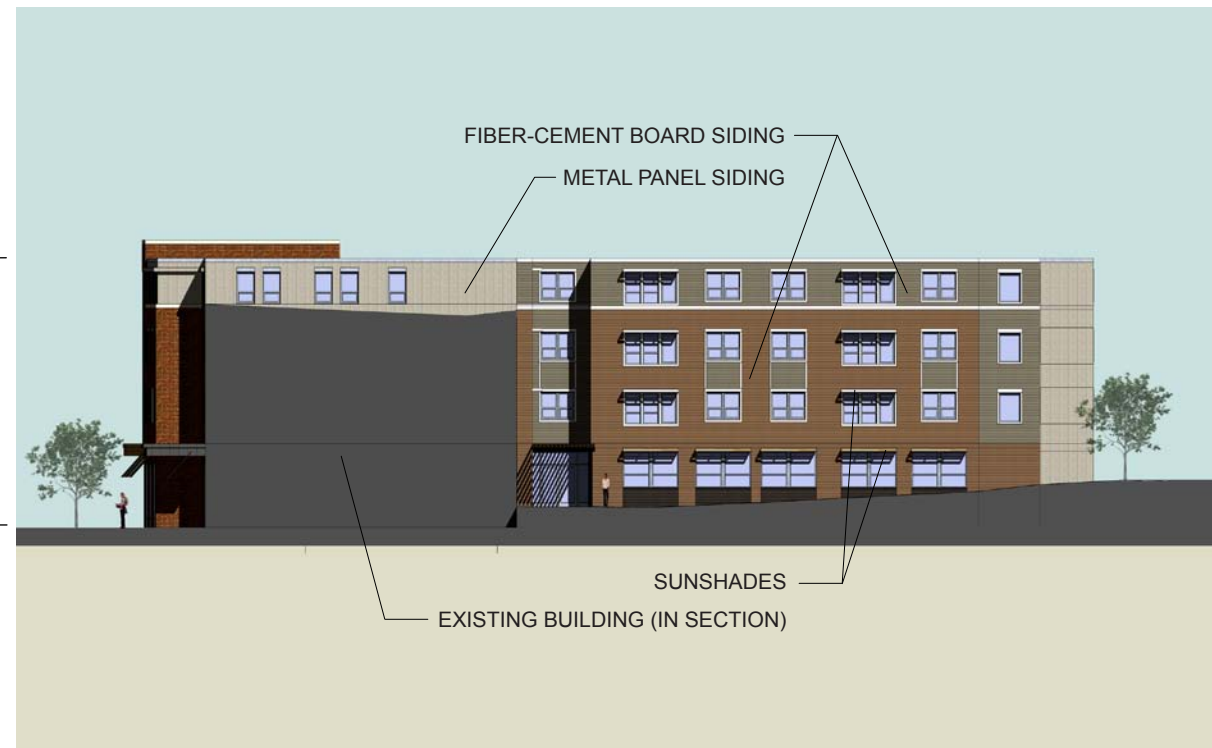 FIBER-CEMENT BOARD SIDING
METAL PANEL SIDING
SUNSHADES
EXISTING BUILDING (IN SECTION)